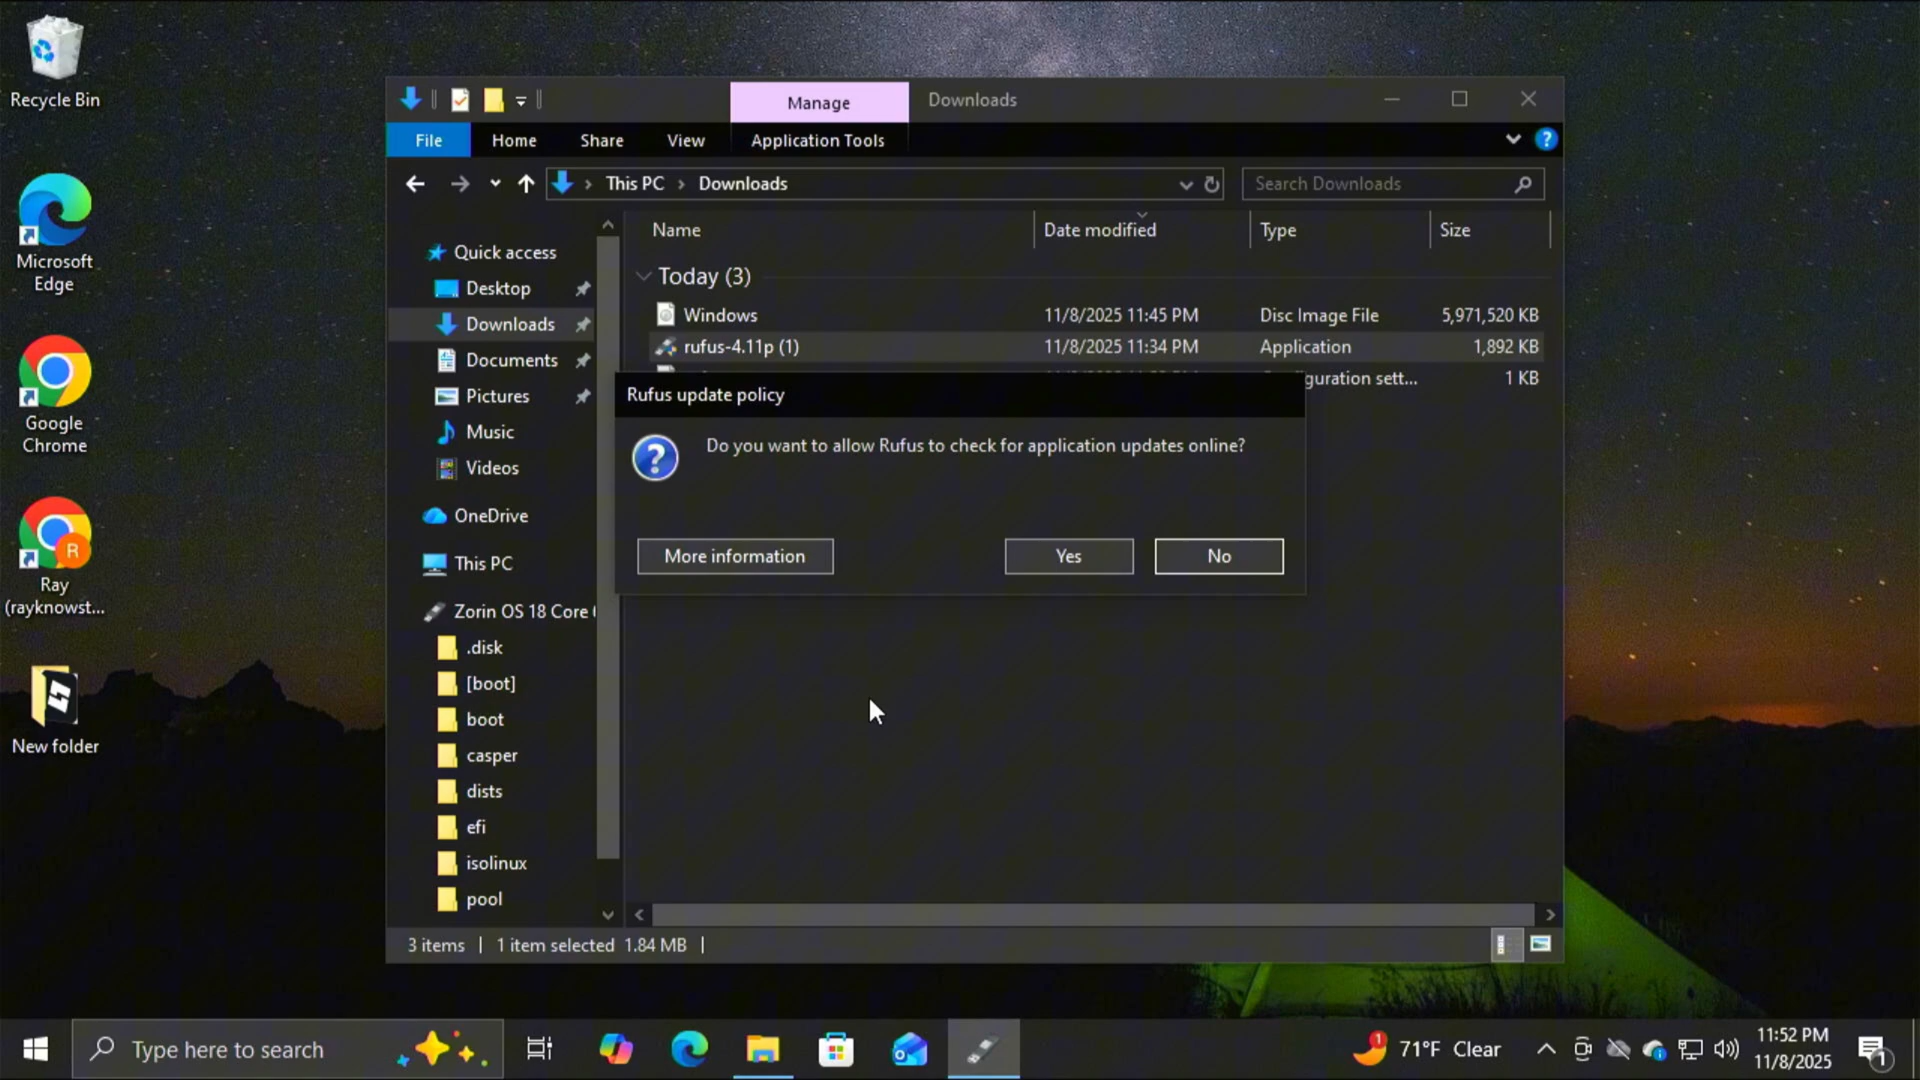 Recycle Bin
Microsoft
Edge
Google
Chrome
R
Ray
(rayknowst...
New folder
Manage
Downloads
File
Home
Share
View
Application Tools
?
This PC
Downloads
Search Downloads
Name
Date modified
Type
Size
Quick access
Desktop
Downloads
Documents
Pictures
Music
Videos
OneDrive
This PC
Zorin OS 18 Core
.disk
[boot]
boot
casper
dists
efi
isolinux
pool
Today (3)
Windows 11/8/2025 11:45 PM Disc Image File 5,971,520 KB
rufus-4.11p (1) 11/8/2025 11:34 PM Application 1,892 KB
guration sett... 1 KB
Rufus update policy
?
Do you want to allow Rufus to check for application updates online?
More information
Yes
No
3 items
1 item selected 1.84 MB
Type here to search
1
71°F Clear
11:52 PM
11/8/2025
1